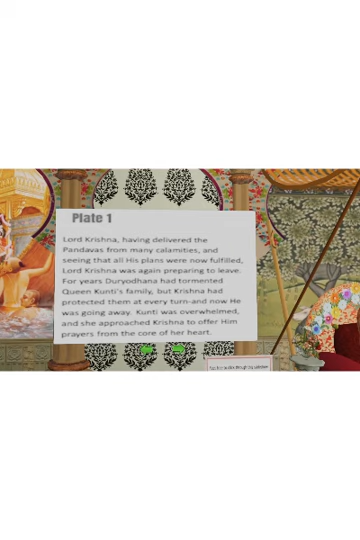 Plate 1
Lord Krishna, having delivered the
Pandavas from many calamities, and
seeing that all His plans were now fulfilled,
Lord Krishna was again preparing to leave.
For years Duryodhana had tormented
Queen Kunti's family, but Krishna had
protected them at every turn-and now He
was going away. Kunti was overwhelmed,
and she approached Krishna to offer Him
prayers from the core of her heart.